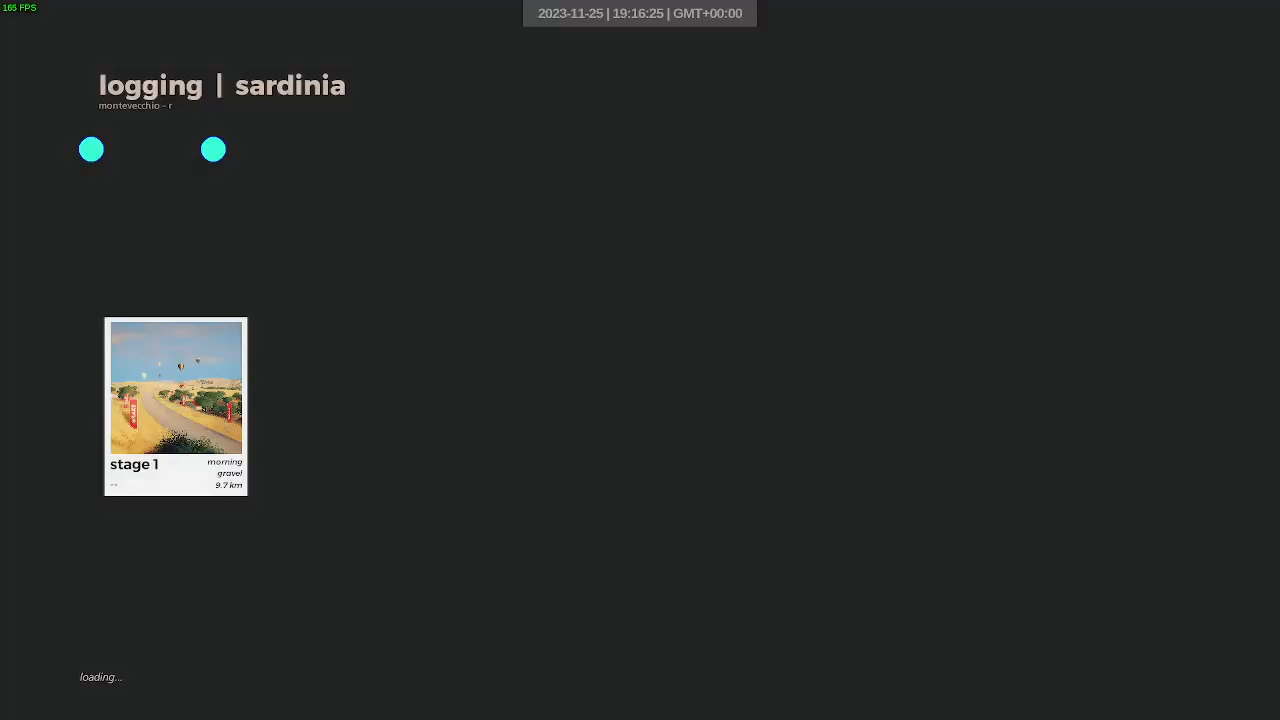 165 FPS
2023-11-25 | 19:16:25 | GMT+00:00
logging | sardinia
montevecchio - r
stage 1
morning
gravel
--
9.7 km
loading...